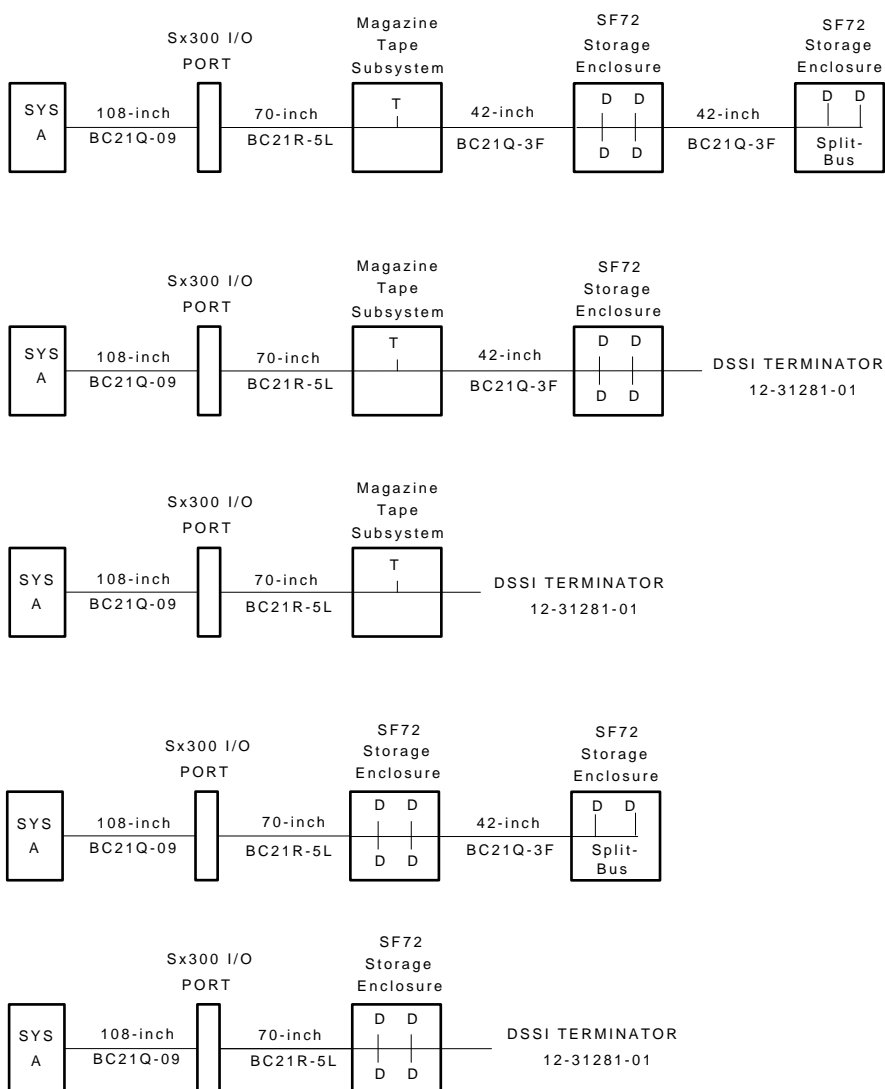 Sx300 I/O
PORT
Magazine
Tape
Subsystem
SF72
Storage
Enclosure
SF72
Storage
Enclosure
SYS
A
108-inch
BC21Q-09
70-inch
BC21R-5L
T
42-inch
BC21Q-3F
D D
D D
42-inch
BC21Q-3F
D D
Split-
Bus
Sx300 I/O
PORT
Magazine
Tape
Subsystem
SF72
Storage
Enclosure
SYS
A
108-inch
BC21Q-09
70-inch
BC21R-5L
T
42-inch
BC21Q-3F
D D
D D
DSSI TERMINATOR
12-31281-01
Sx300 I/O
PORT
Magazine
Tape
Subsystem
SYS
A
108-inch
BC21Q-09
70-inch
BC21R-5L
T
DSSI TERMINATOR
12-31281-01
Sx300 I/O
PORT
SF72
Storage
Enclosure
SF72
Storage
Enclosure
SYS
A
108-inch
BC21Q-09
70-inch
BC21R-5L
D D
D D
42-inch
BC21Q-3F
D D
Split-
Bus
Sx300 I/O
PORT
SF72
Storage
Enclosure
SYS
A
108-inch
BC21Q-09
70-inch
BC21R-5L
D D
D D
DSSI TERMINATOR
12-31281-01